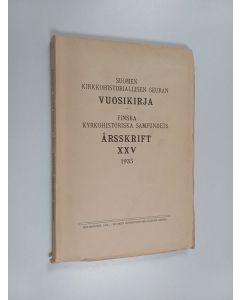 SUOMEN
KIRKKOHISTORIALLISEN SEURAN
VUOSIKIRJA
FINSKA
KYRKOHISTORISKA SAMFUNDETS
ÅRSSKRIFT
XXV
1935